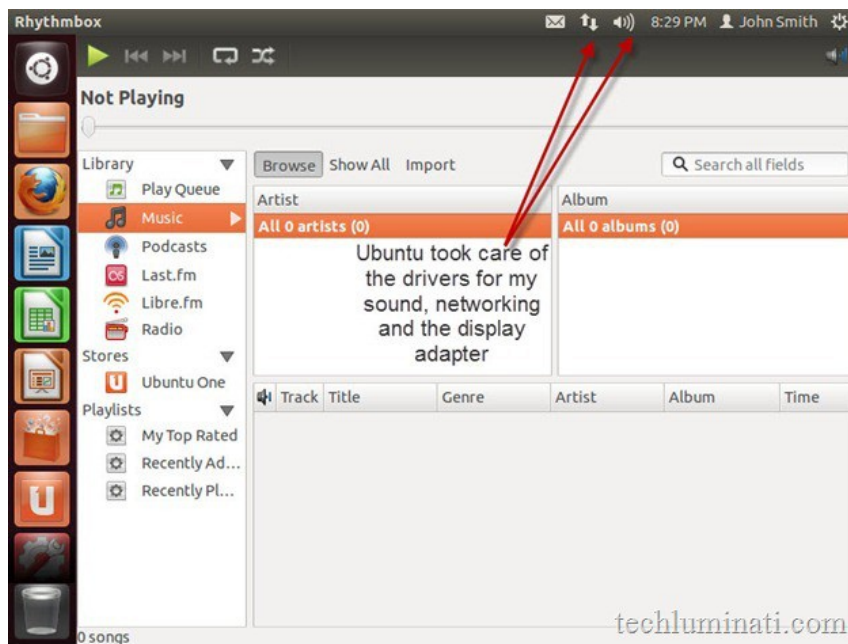 Rhythmbox 8:29 PM John Smith
Not Playing
Library
Play Queue
Music
Podcasts
Last.fm
Libre.fm
Radio
Stores
Ubuntu One
Playlists
My Top Rated
Recently Ad...
Recently Pl...
Browse Show All Import Search all fields
Artist Album
All 0 artists (0) All 0 albums (0)
Ubuntu took care of
the drivers for my
sound, networking
and the display
adapter
Track Title Genre Artist Album Time
0 songs
techluminati.com